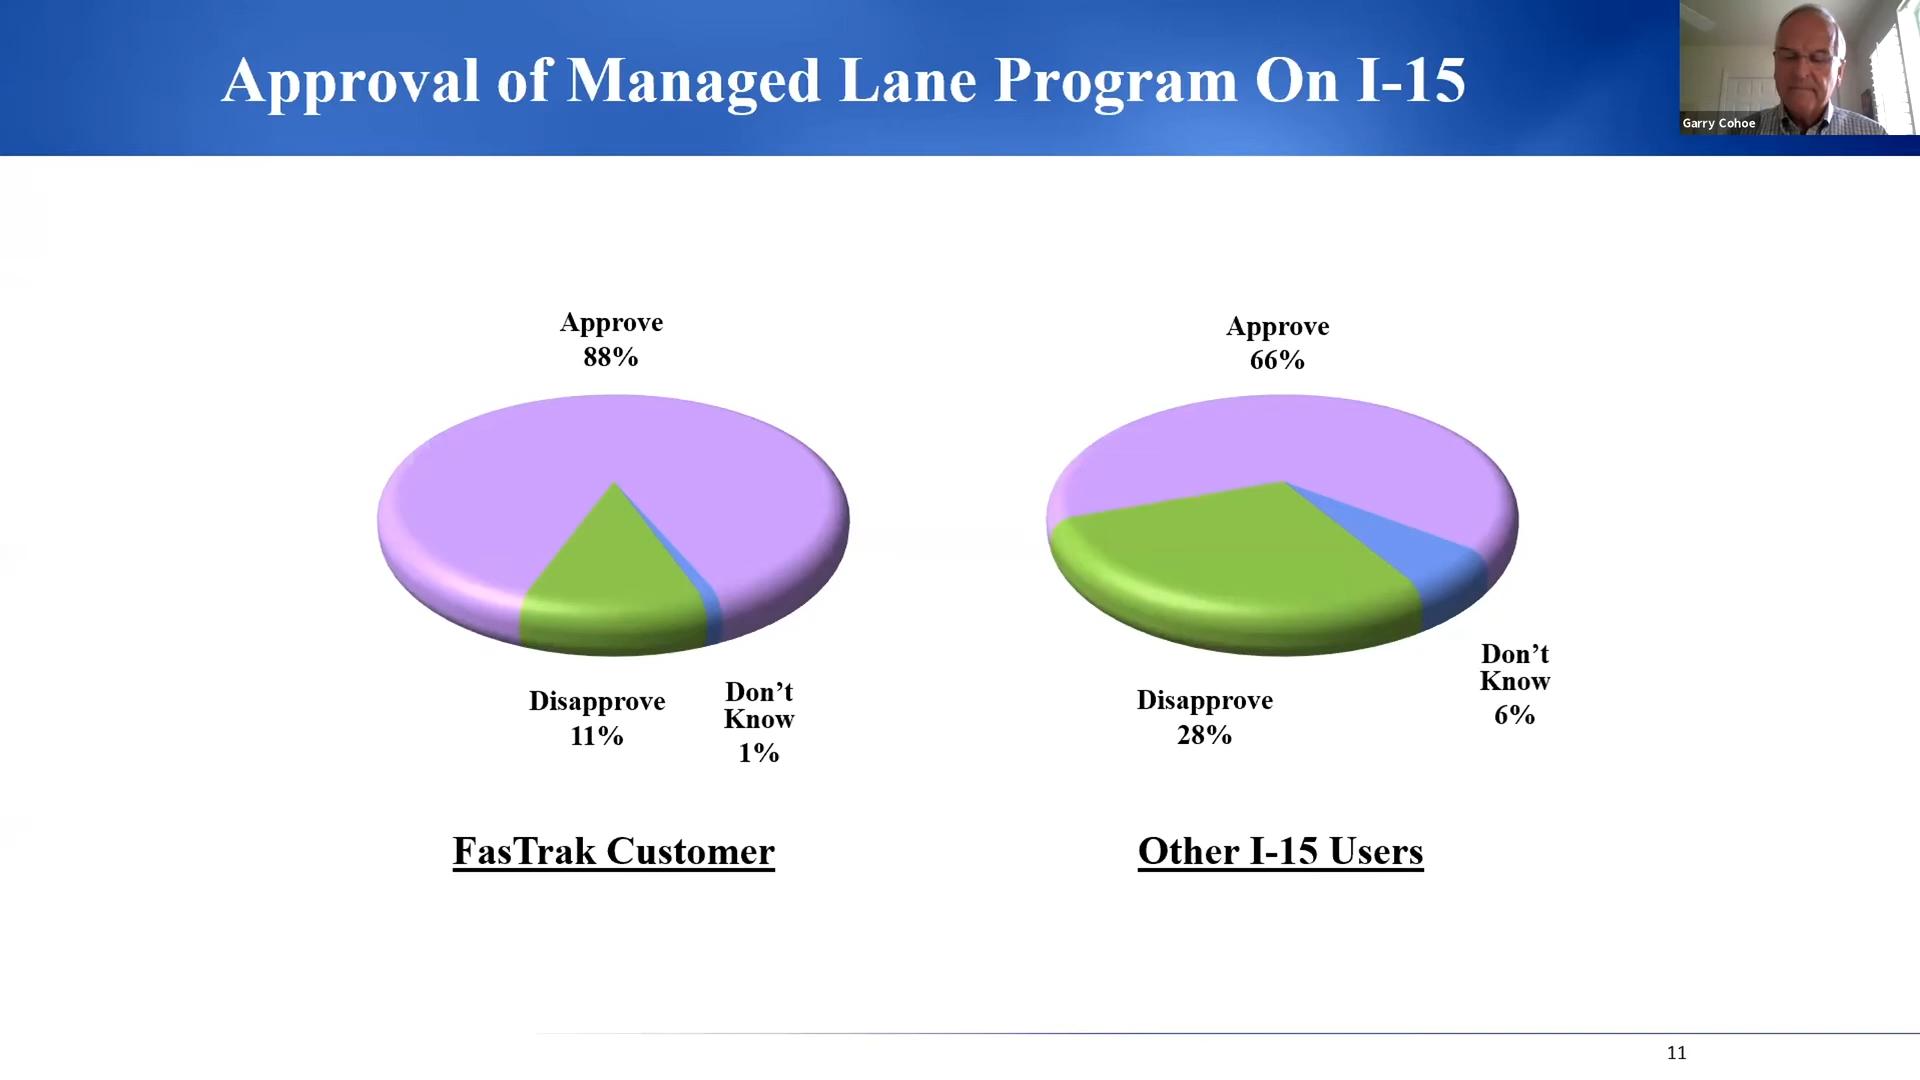 Approval of Managed Lane Program On I-15
Garry Cohoe
Approve
88%
Disapprove
11%
Don’t
Know
1%
FasTrak Customer
Approve
66%
Disapprove
28%
Don’t
Know
6%
Other I-15 Users
11